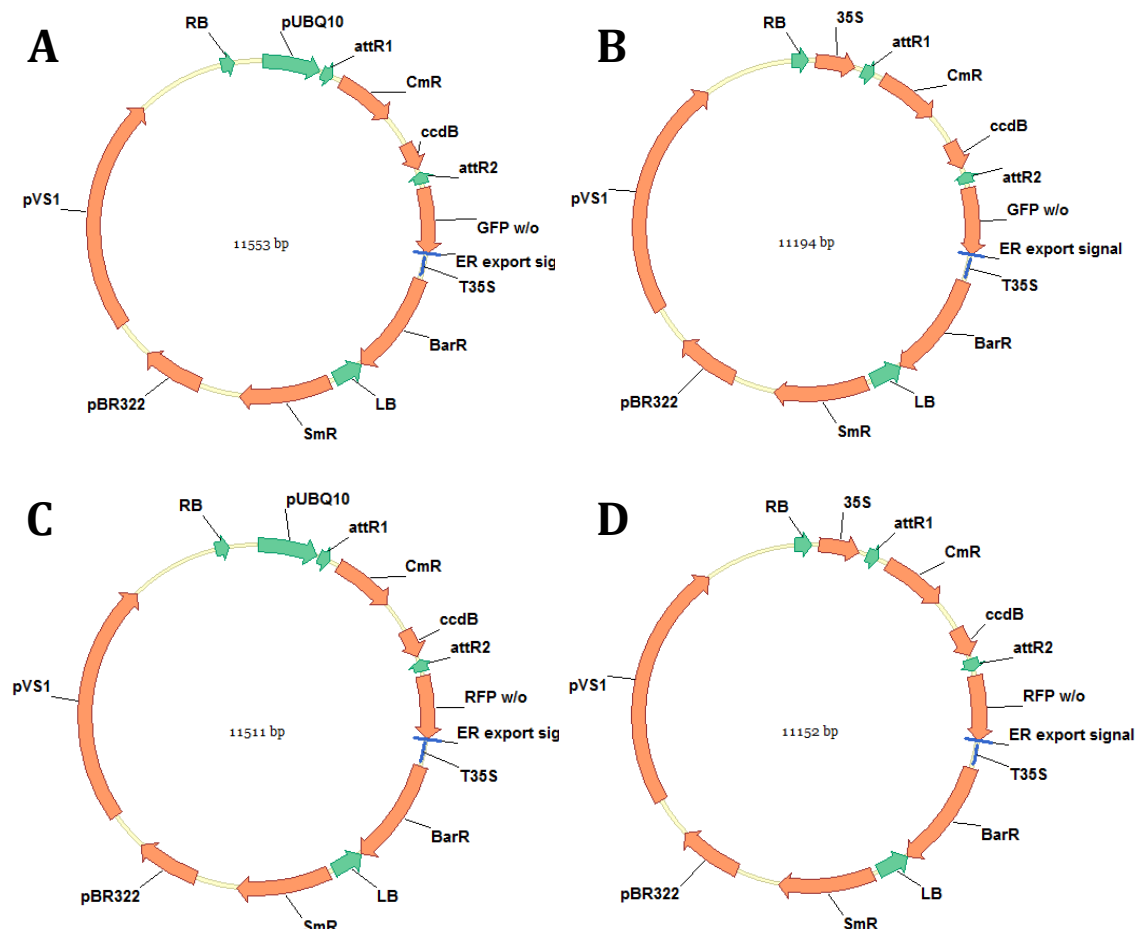 A
RB
pUBQ10
attR1
CmR
ccdB
attR2
GFP w/o
ER export sig
T35S
BarR
LB
SmR
pBR322
pVS1
11553 bp
B
RB
35S
attR1
CmR
ccdB
attR2
GFP w/o
ER export signal
T35S
BarR
LB
SmR
pBR322
pVS1
11194 bp
C
RB
pUBQ10
attR1
CmR
ccdB
attR2
RFP w/o
ER export sig
T35S
BarR
LB
SmR
pBR322
pVS1
11511 bp
D
RB
35S
attR1
CmR
ccdB
attR2
RFP w/o
ER export signal
T35S
BarR
LB
SmR
pBR322
pVS1
11152 bp